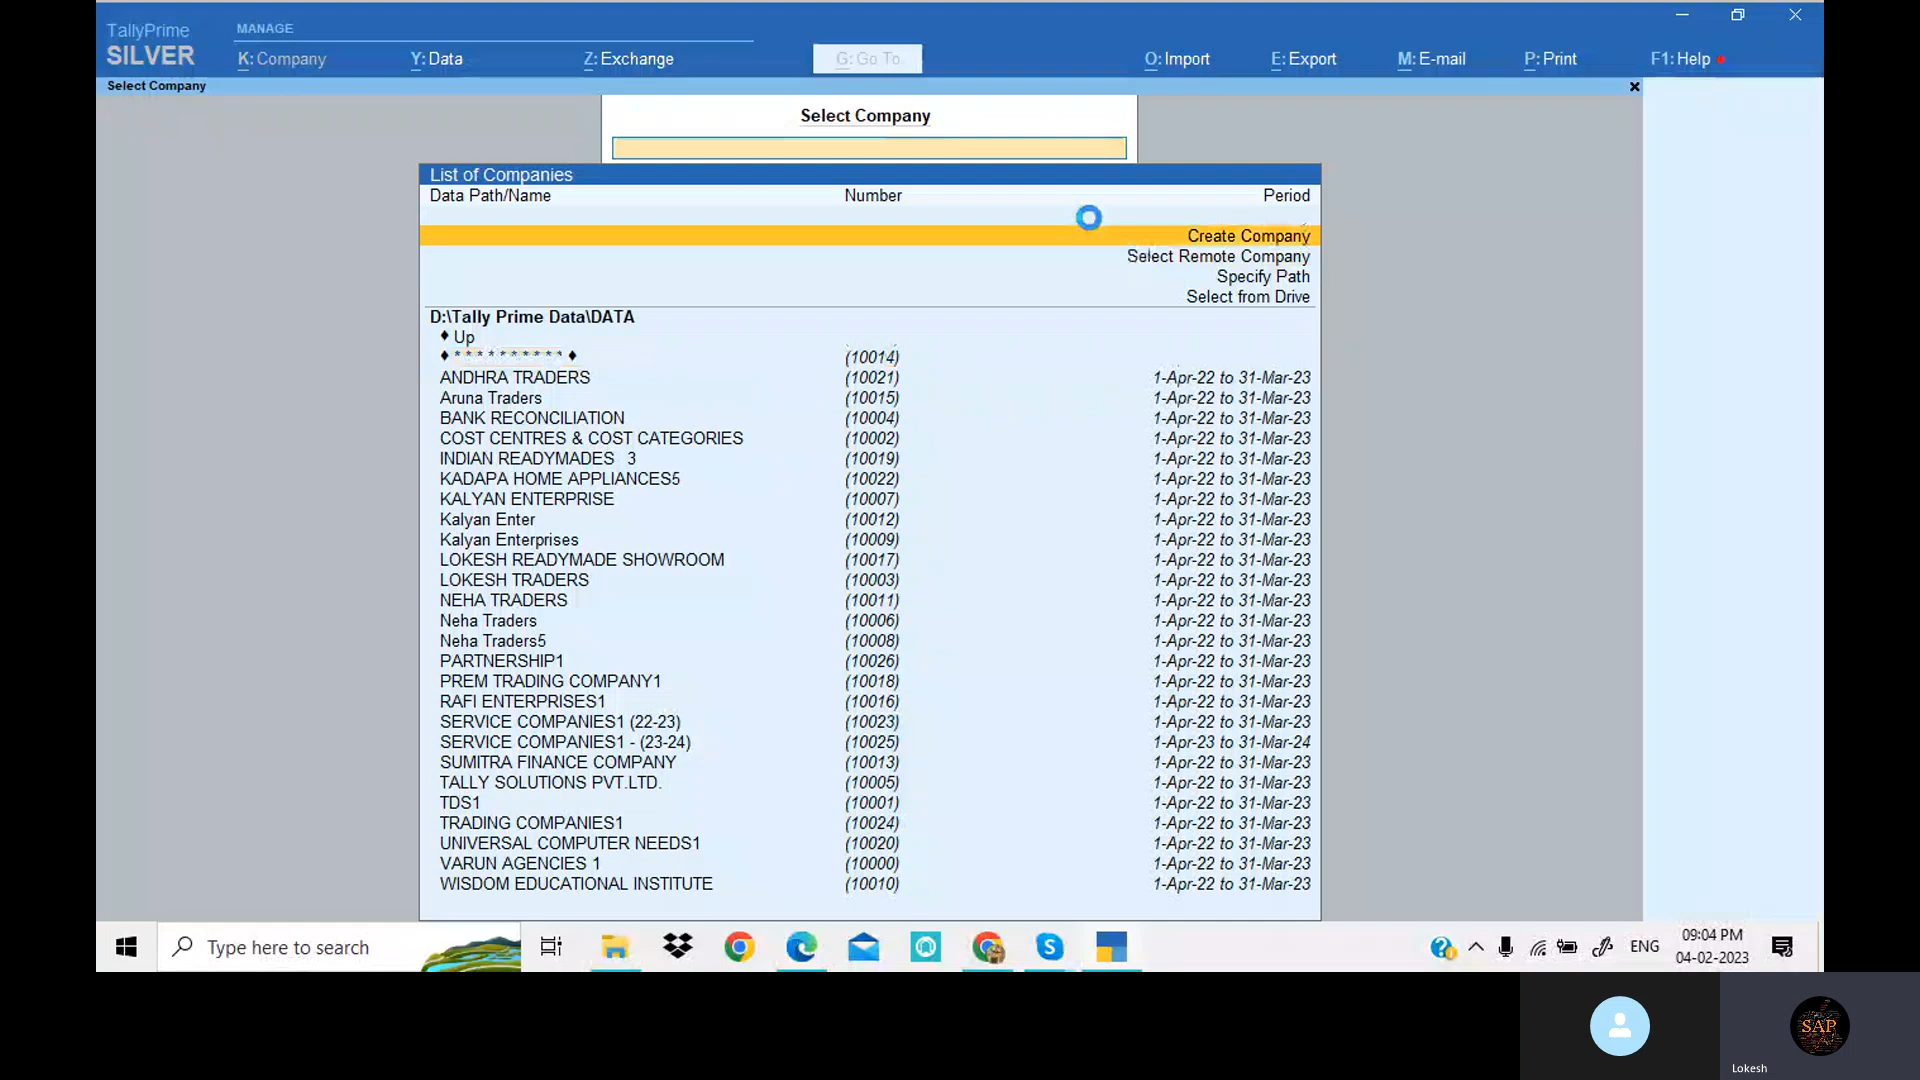 TallyPrime
SILVER
MANAGE
K: Company Y: Data Z: Exchange G: Go To O: Import E: Export M: E-mail P: Print F1: Help
Select Company
Select Company
List of Companies
Data Path/Name Number Period
Create Company
Select Remote Company
Specify Path
Select from Drive
D:\Tally Prime Data\DATA
♦ Up
♦ * * * * * * * * * * ♦ (10014)
ANDHRA TRADERS (10021) 1-Apr-22 to 31-Mar-23
Aruna Traders (10015) 1-Apr-22 to 31-Mar-23
BANK RECONCILIATION (10004) 1-Apr-22 to 31-Mar-23
COST CENTRES & COST CATEGORIES (10002) 1-Apr-22 to 31-Mar-23
INDIAN READYMADES 3 (10019) 1-Apr-22 to 31-Mar-23
KADAPA HOME APPLIANCES5 (10022) 1-Apr-22 to 31-Mar-23
KALYAN ENTERPRISE (10007) 1-Apr-22 to 31-Mar-23
Kalyan Enter (10012) 1-Apr-22 to 31-Mar-23
Kalyan Enterprises (10009) 1-Apr-22 to 31-Mar-23
LOKESH READYMADE SHOWROOM (10017) 1-Apr-22 to 31-Mar-23
LOKESH TRADERS (10003) 1-Apr-22 to 31-Mar-23
NEHA TRADERS (10011) 1-Apr-22 to 31-Mar-23
Neha Traders (10006) 1-Apr-22 to 31-Mar-23
Neha Traders5 (10008) 1-Apr-22 to 31-Mar-23
PARTNERSHIP1 (10026) 1-Apr-22 to 31-Mar-23
PREM TRADING COMPANY1 (10018) 1-Apr-22 to 31-Mar-23
RAFI ENTERPRISES1 (10016) 1-Apr-22 to 31-Mar-23
SERVICE COMPANIES1 (22-23) (10023) 1-Apr-22 to 31-Mar-23
SERVICE COMPANIES1 - (23-24) (10025) 1-Apr-23 to 31-Mar-24
SUMITRA FINANCE COMPANY (10013) 1-Apr-22 to 31-Mar-23
TALLY SOLUTIONS PVT.LTD. (10005) 1-Apr-22 to 31-Mar-23
TDS1 (10001) 1-Apr-22 to 31-Mar-23
TRADING COMPANIES1 (10024) 1-Apr-22 to 31-Mar-23
UNIVERSAL COMPUTER NEEDS1 (10020) 1-Apr-22 to 31-Mar-23
VARUN AGENCIES 1 (10000) 1-Apr-22 to 31-Mar-23
WISDOM EDUCATIONAL INSTITUTE (10010) 1-Apr-22 to 31-Mar-23
Type here to search
ENG
09:04 PM
04-02-2023
SAP
Lokesh